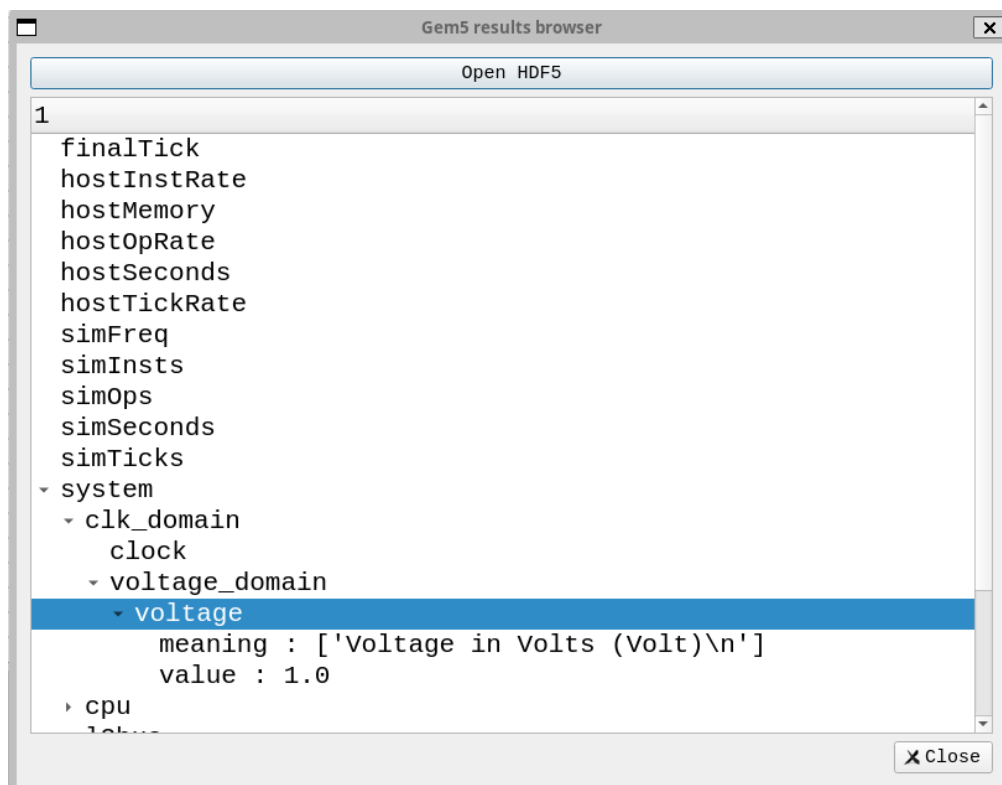 Gem5 results browser
Open HDF5
1
finalTick
hostInstRate
hostMemory
hostOpRate
hostSeconds
hostTickRate
simFreq
simInsts
simOps
simSeconds
simTicks
system
clk_domain
clock
voltage_domain
voltage
meaning : ['Voltage in Volts (Volt)\n']
value : 1.0
cpu
Close